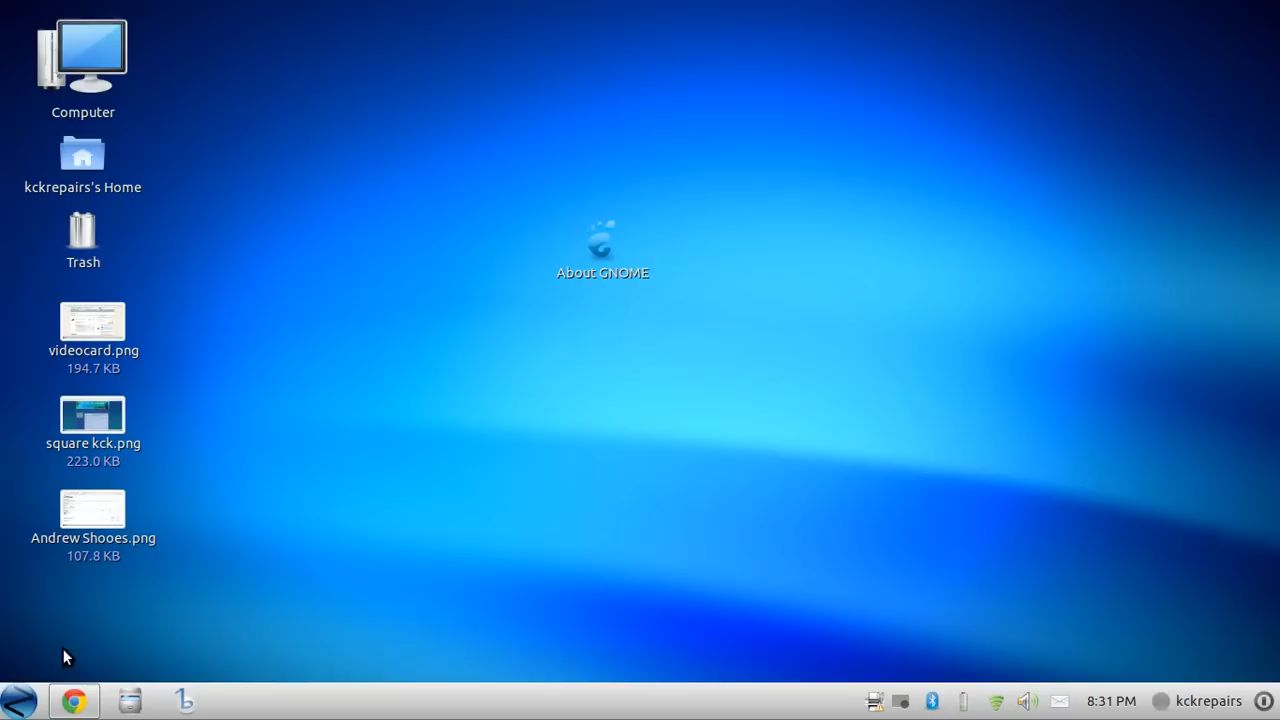 Computer
kckrepairs's Home
Trash
videocard.png
194.7 KB
square kck.png
223.0 KB
Andrew Shooes.png
107.8 KB
About GNOME
8:31 PM
kckrepairs